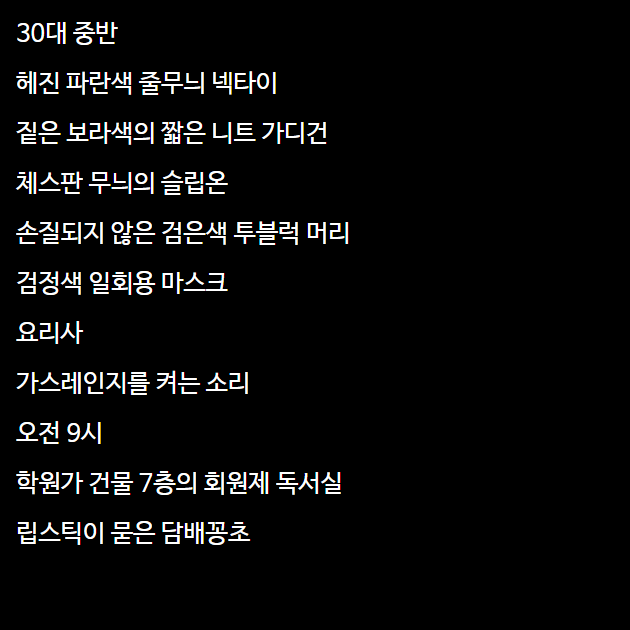 30대 중반
헤진 파란색 줄무늬 넥타이
짙은 보라색의 짧은 니트 가디건
체스판 무늬의 슬립온
손질되지 않은 검은색 투블럭 머리
검정색 일회용 마스크
요리사
가스레인지를 켜는 소리
오전 9시
학원가 건물 7층의 회원제 독서실
립스틱이 묻은 담배꽁초